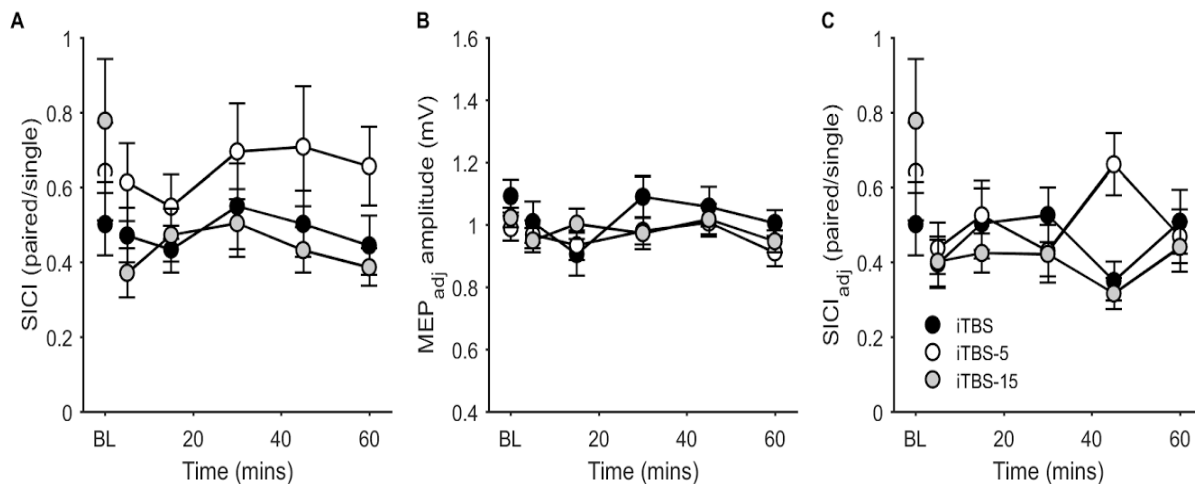 A
SICI (paired/single)
1
0.8
0.6
0.4
0.2
0
BL
20
40
60
Time (mins)
B
MEPadj amplitude (mV)
1.6
1.4
1.2
1
0.8
0.6
0.4
BL
20
40
60
Time (mins)
C
SICIadj (paired/single)
1
0.8
0.6
0.4
0.2
0
BL
20
40
60
Time (mins)
iTBS
iTBS-5
iTBS-15